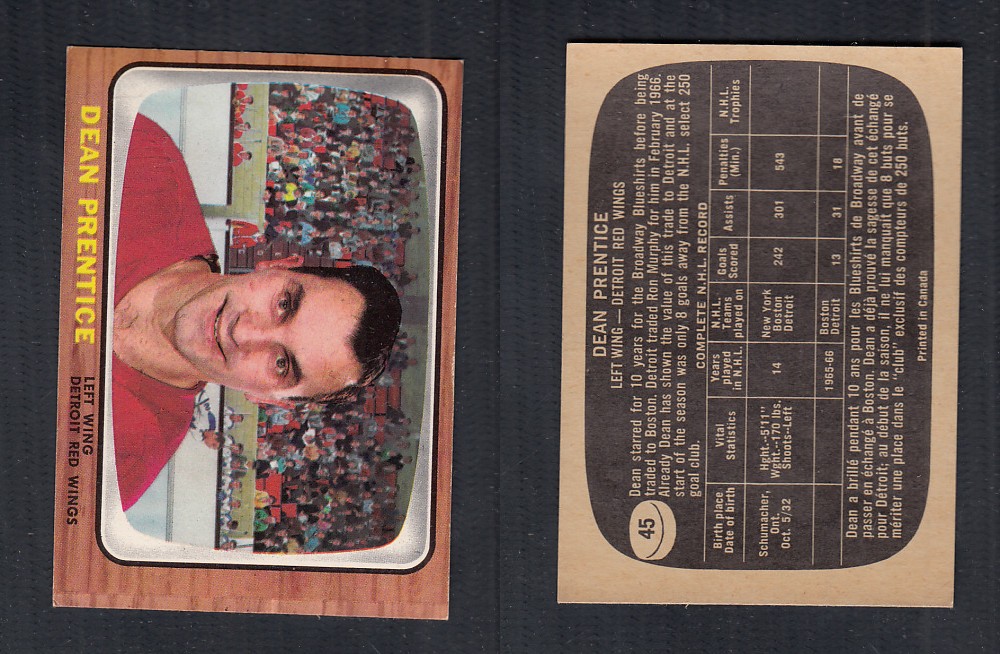 DEAN PRENTICE
LEFT WING
DETROIT RED WINGS
45
DEAN PRENTICE
LEFT WING — DETROIT RED WINGS
Dean starred for 10 years for the Broadway Blueshirts before being
traded to Boston. Detroit traded Ron Murphy for him in February 1966.
Already Dean has shown the value of this trade to Detroit and at the
start of the season was only 8 goals away from the N.H.L. select 250
goal club.
COMPLETE N.H.L. RECORD
Birth place Date of birth | Vital Statistics | Years played in N.H.L. | N.H.L. Teams played on | Goals Scored | Assists | Penalties (Min.) | N.H.L. Trophies
Schumacher, Ont. Oct. 5/32 | Hght.--5'11" Wght.-170 lbs. Shoots--Left | 14 | New York Boston Detroit | 242 | 301 | 543
1965-66 | Boston Detroit | 13 | 31 | 18
Dean a brillé pendant 10 ans pour les Blueshirts de Broadway avant de
passer en échange à Boston. Dean a déjà prouvé la sagesse de cet échangé
pour Détroit; au début de la saison, il ne lui manquait que 8 buts pour se
mériter une place dans le "club" exclusif des compteurs de 250 buts.
Printed in Canada